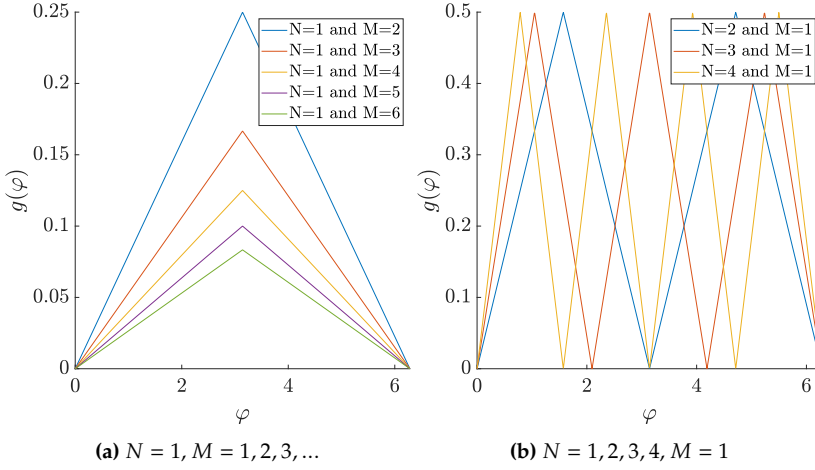 0.25
0.2
0.15
0.1
0.05
0
g(φ)
0 2 4 6
φ
N=1 and M=2
N=1 and M=3
N=1 and M=4
N=1 and M=5
N=1 and M=6
(a) N = 1, M = 1, 2, 3, ...
0.5
0.4
0.3
0.2
0.1
0
g(φ)
0 2 4 6
φ
N=2 and M=1
N=3 and M=1
N=4 and M=1
(b) N = 1, 2, 3, 4, M = 1